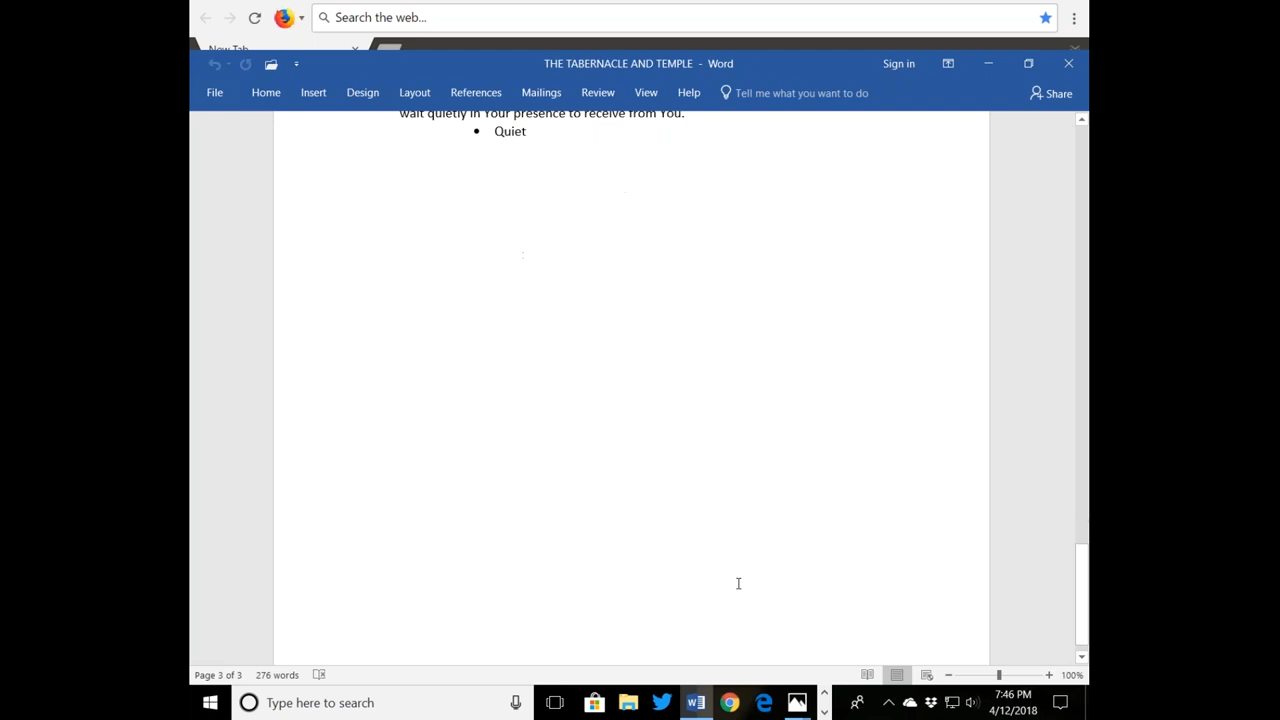 Search the web...
New Tab
THE TABERNACLE AND TEMPLE - Word
Sign in
File Home Insert Design Layout References Mailings Review View Help Tell me what you want to do Share
wait quietly in Your presence to receive from You.
• Quiet
Page 3 of 3 276 words 100%
Type here to search
7:46 PM
4/12/2018